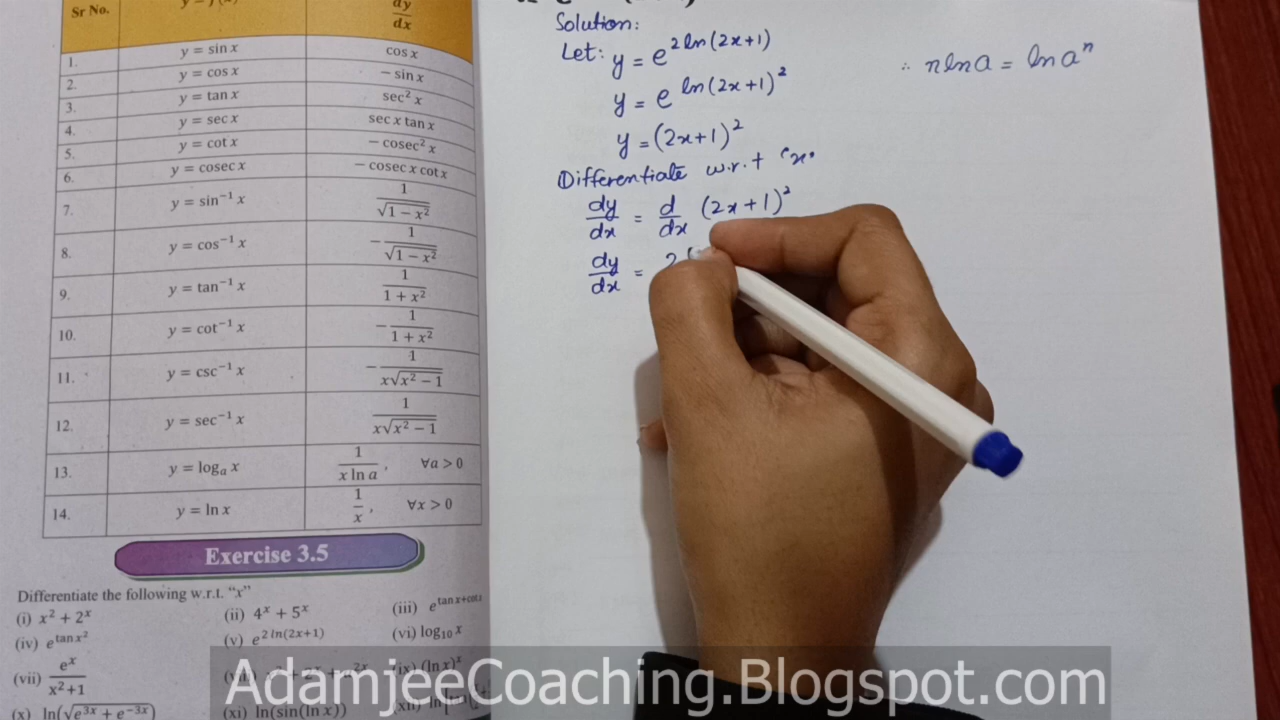 Sr No.
dy
dx
1. y = sin x cos x
2. y = cos x − sin x
3. y = tan x sec² x
4. y = sec x sec x tan x
5. y = cot x − cosec² x
6. y = cosec x − cosec x cot x
7. y = sin⁻¹ x 1/√(1 − x²)
8. y = cos⁻¹ x − 1/√(1 − x²)
9. y = tan⁻¹ x 1/(1 + x²)
10. y = cot⁻¹ x − 1/(1 + x²)
11. y = csc⁻¹ x − 1/(x√(x² − 1))
12. y = sec⁻¹ x 1/(x√(x² − 1))
13. y = logₐ x 1/(x ln a), ∀a > 0
14. y = ln x 1/x, ∀x > 0
Exercise 3.5
Differentiate the following w.r.t. “x”
(i) x² + 2ˣ (ii) 4ˣ + 5ˣ (iii) e^(tan x+cot x
(iv) e^(tan x²) (v) e^(2 ln(2x+1)) (vi) log₁₀ x
(vii) eˣ/(x²+1) (ix) (ln x)ˣ
(x) ln(√(e³ˣ + e⁻³ˣ)) (xi) ln(sin(ln x)) (xii) ln
Solution:
Let: y = e^(2 ln(2x+1)) ∴ n ln a = ln aⁿ
y = e^(ln(2x+1)²)
y = (2x+1)²
Differentiate w.r.t "x"
dy/dx = d/dx (2x+1)²
dy/dx = 2(
AdamjeeCoaching.Blogspot.com